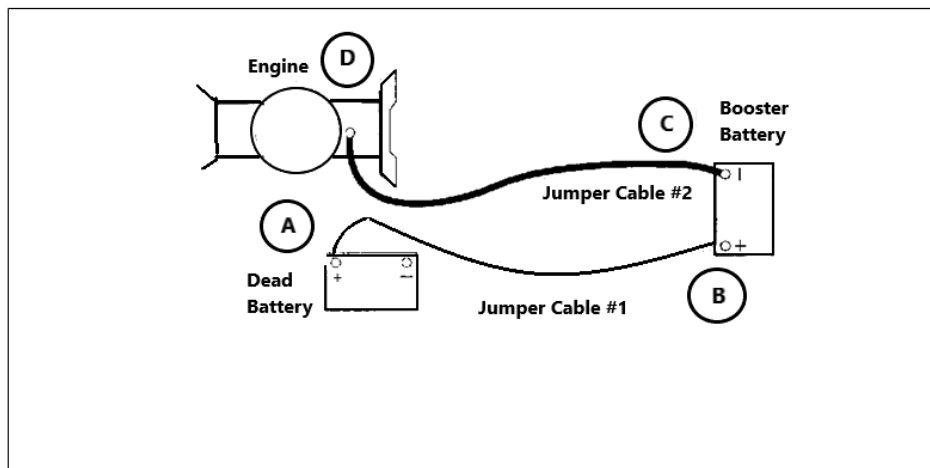 Engine
D
C
Booster
Battery
Jumper Cable #2
A
Dead
Battery
+
−
Jumper Cable #1
−
+
B